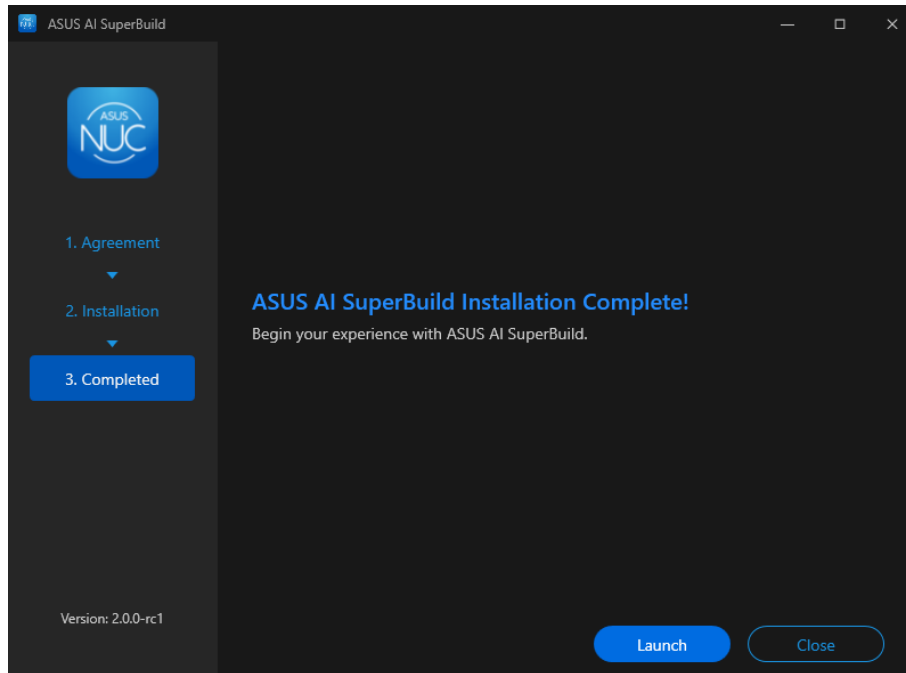 ASUS AI SuperBuild
ASUS
NUC
1. Agreement
2. Installation
3. Completed
ASUS AI SuperBuild Installation Complete!
Begin your experience with ASUS AI SuperBuild.
Version: 2.0.0-rc1
Launch
Close